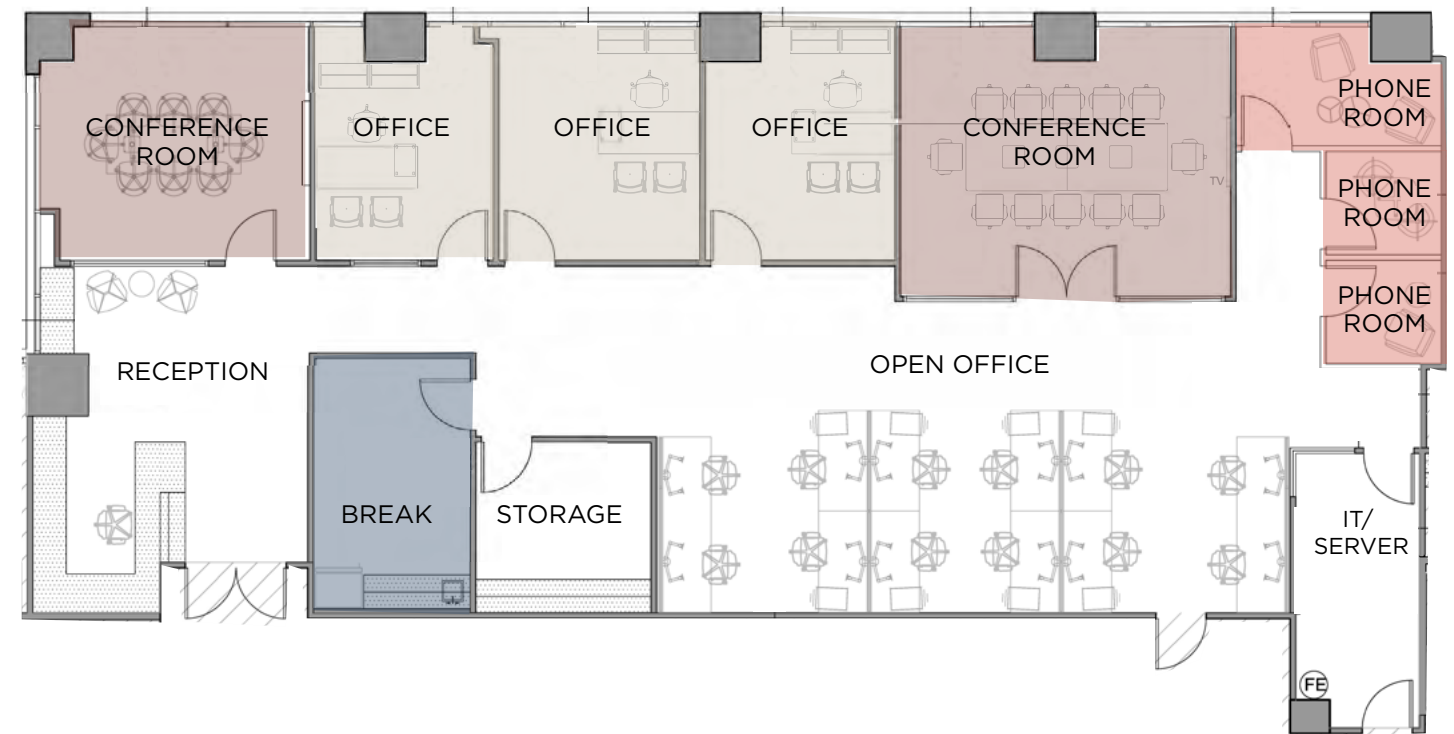 CONFERENCE
ROOM
OFFICE
OFFICE
OFFICE
CONFERENCE
ROOM
TV
PHONE
ROOM
PHONE
ROOM
PHONE
ROOM
RECEPTION
OPEN OFFICE
BREAK
STORAGE
IT/
SERVER
FE